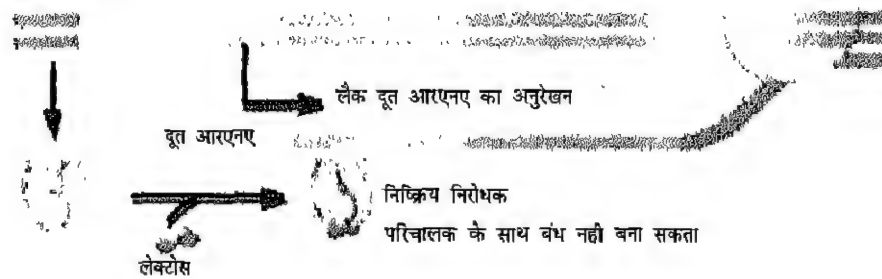 लैक दूत आरएनए का अनुरेखन
दूत आरएनए
निष्क्रिय निरोधक
परिचालक के साथ बंध नही बना सकता
लेक्टोस